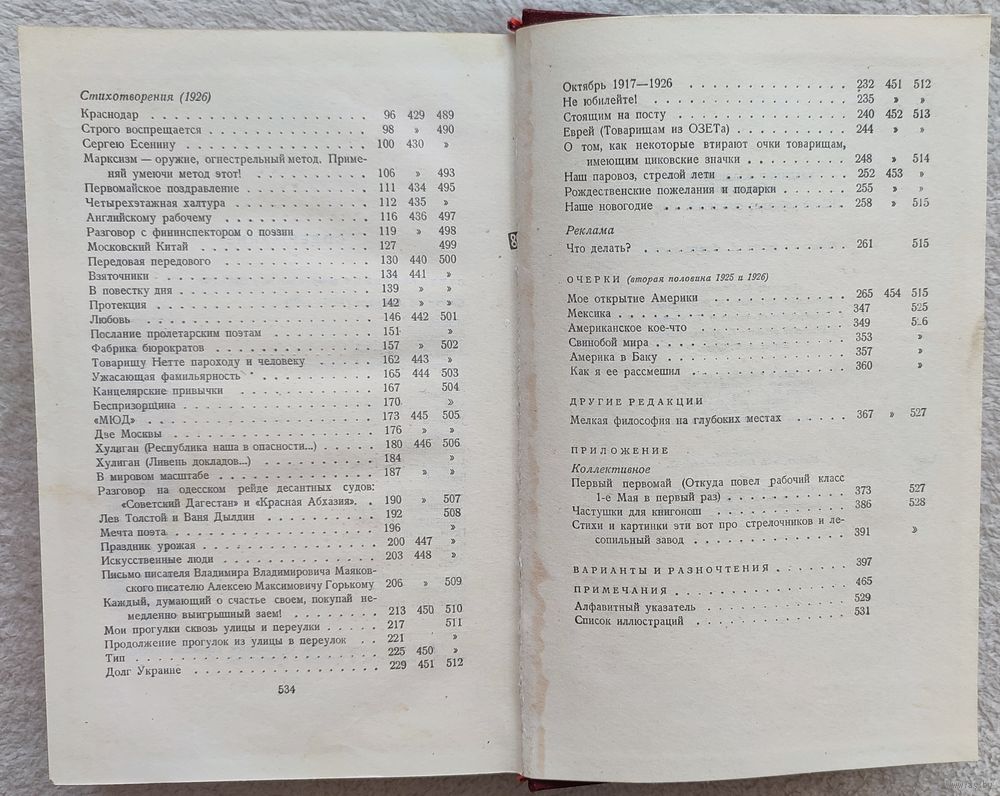 Стихотворения (1926)
Краснодар . . . 96 429 489
Строго воспрещается . . . 98 » 490
Сергею Есенину . . . 100 430 »
Марксизм — оружие, огнестрельный метод. Приме-
няй умеючи метод этот! . . . 106 » 493
Первомайское поздравление . . . 111 434 495
Четырехэтажная халтура . . . 112 435 »
Английскому рабочему . . . 116 436 497
Разговор с фининспектором о поэзии . . . 119 » 498
Московский Китай . . . 127 499
Передовая передового . . . 130 440 500
Взяточники . . . 134 441 »
В повестку дня . . . 139 » »
Протекция . . . 142 » »
Любовь . . . 146 442 501
Послание пролетарским поэтам . . . 151 »
Фабрика бюрократов . . . 157 » 502
Товарищу Нетте пароходу и человеку . . . 162 443 »
Ужасающая фамильярность . . . 165 444 503
Канцелярские привычки . . . 167 504
Беспризорщина . . . 170 »
«МЮД» . . . 173 445 505
Две Москвы . . . 176 » »
Хулиган (Республика наша в опасности...) . . . 180 446 506
Хулиган (Ливень докладов...) . . . 184 »
В мировом масштабе . . . 187 » »
Разговор на одесском рейде десантных судов:
«Советский Дагестан» и «Красная Абхазия». . 190 » 507
Лев Толстой и Ваня Дылдин . . . 192 508
Мечта поэта . . . 196 »
Праздник урожая . . . 200 447 »
Искусственные люди . . . 203 448 »
Письмо писателя Владимира Владимировича Маяков-
ского писателю Алексею Максимовичу Горькому 206 » 509
Каждый, думающий о счастье своем, покупай не-
медленно выигрышный заем! . . . 213 450 510
Мои прогулки сквозь улицы и переулки . . . 217 511
Продолжение прогулок из улицы в переулок . . 221 »
Тип . . . 225 450 »
Долг Украине . . . 229 451 512
534
Октябрь 1917—1926 . . . 232 451 512
Не юбилейте! . . . 235 » »
Стоящим на посту . . . 240 452 513
Еврей (Товарищам из ОЗЕТа) . . . 244 » »
О том, как некоторые втирают очки товарищам,
имеющим циковские значки . . . 248 » 514
Наш паровоз, стрелой лети . . . 252 453 »
Рождественские пожелания и подарки . . . 255 » »
Наше новогодие . . . 258 » 515
Реклама
Что делать? . . . 261 515
ОЧЕРКИ (вторая половина 1925 и 1926)
Мое открытие Америки . . . 265 454 515
Мексика . . . 347 525
Американское кое-что . . . 349 526
Свинобой мира . . . 353 »
Америка в Баку . . . 357 »
Как я ее рассмешил . . . 360 »
ДРУГИЕ РЕДАКЦИИ
Мелкая философия на глубоких местах . . . 367 » 527
ПРИЛОЖЕНИЕ
Коллективное
Первый первомай (Откуда повел рабочий класс
1-е Мая в первый раз) . . . 373 527
Частушки для книгонош . . . 386 528
Стихи и картинки эти вот про стрелочников и ле-
сопильный завод . . . 391 »
ВАРИАНТЫ И РАЗНОЧТЕНИЯ . . . 397
ПРИМЕЧАНИЯ . . . 465
Алфавитный указатель . . . 529
Список иллюстраций . . . 531